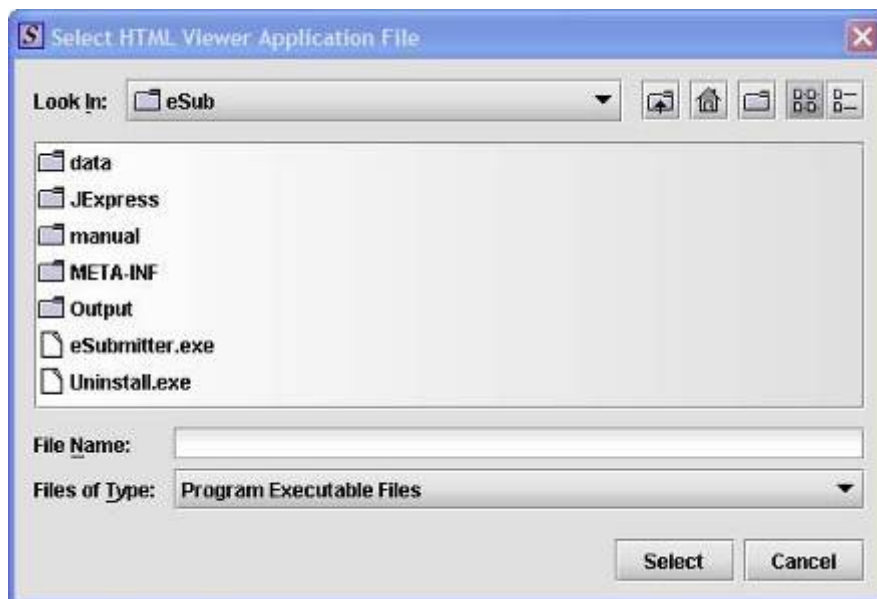 S Select HTML Viewer Application File
Look In: eSub
data
JExpress
manual
META-INF
Output
eSubmitter.exe
Uninstall.exe
File Name:
Files of Type: Program Executable Files
Select Cancel